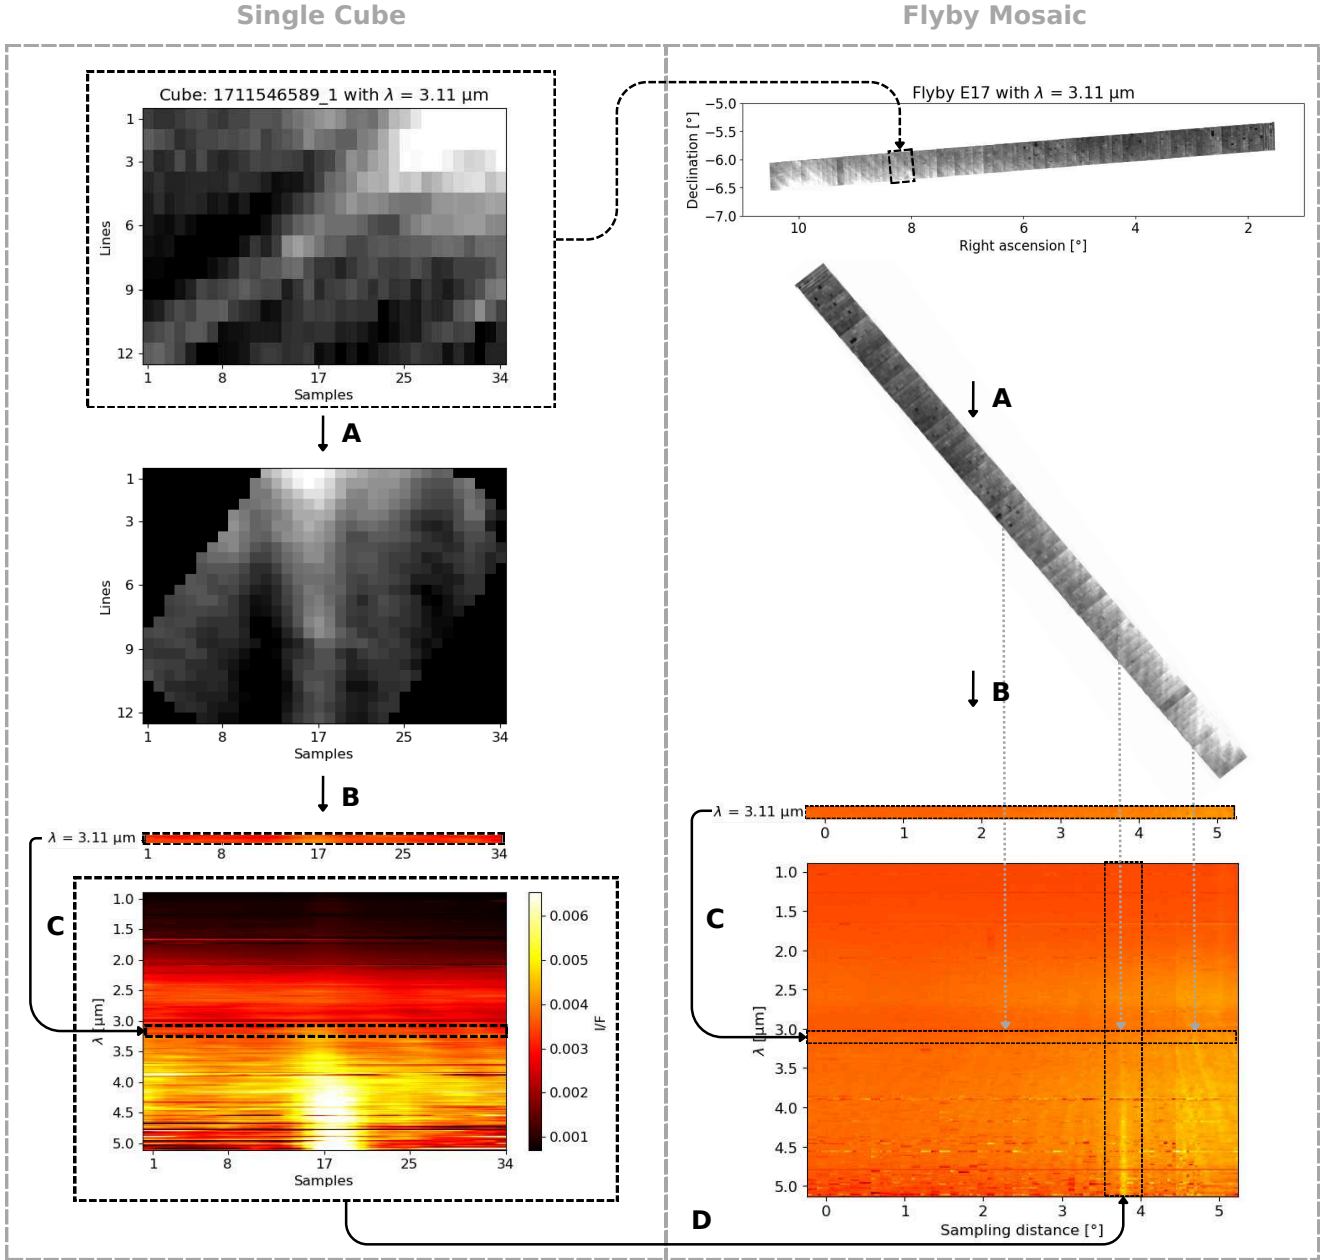 Single Cube
Flyby Mosaic
Cube: 1711546589_1 with λ = 3.11 μm
1
3
6
9
12
Lines
1 8 17 25 34
Samples
A
1
3
6
9
12
Lines
1 8 17 25 34
Samples
B
λ = 3.11 μm
1 8 17 25 34
C
1.0
1.5
2.0
2.5
3.0
3.5
4.0
4.5
5.0
λ [μm]
1 8 17 25 34
Samples
0.006
0.005
0.004
0.003
0.002
0.001
I/F
D
Flyby E17 with λ = 3.11 μm
−5.0
−5.5
−6.0
−6.5
−7.0
Declination [°]
10 8 6 4 2
Right ascension [°]
A
B
λ = 3.11 μm
0 1 2 3 4 5
C
1.0
1.5
2.0
2.5
3.0
3.5
4.0
4.5
5.0
λ [μm]
0 1 2 3 4 5
Sampling distance [°]